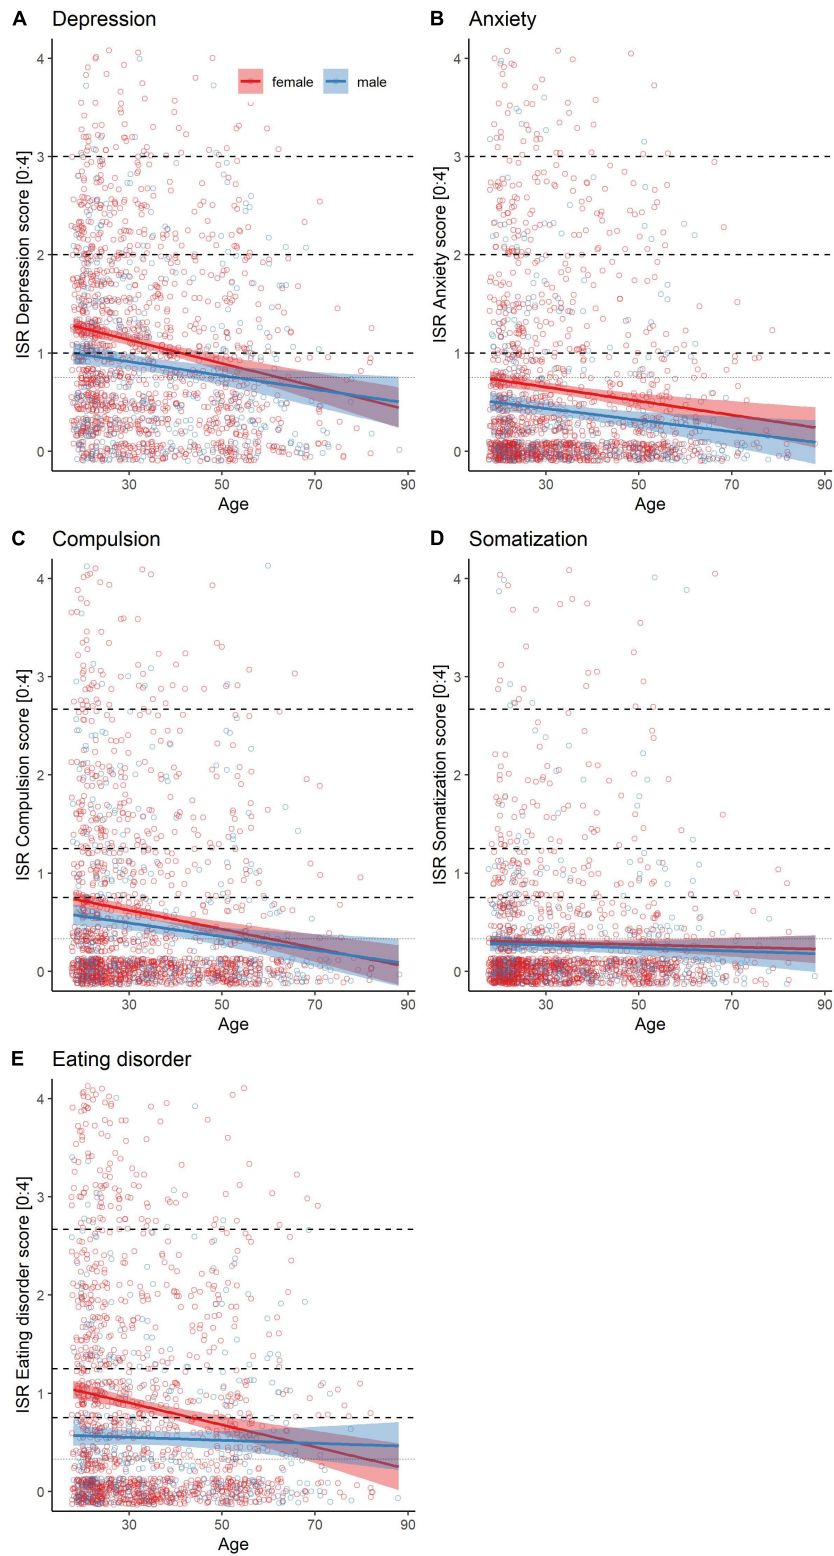 A Depression
4
3
2
1
0
ISR Depression score [0:4]
female male
30 50 70 90
Age
B Anxiety
4
3
2
1
0
ISR Anxiety score [0:4]
30 50 70 90
Age
C Compulsion
4
3
2
1
0
ISR Compulsion score [0:4]
30 50 70 90
Age
D Somatization
4
3
2
1
0
ISR Somatization score [0:4]
30 50 70 90
Age
E Eating disorder
4
3
2
1
0
ISR Eating disorder score [0:4]
30 50 70 90
Age